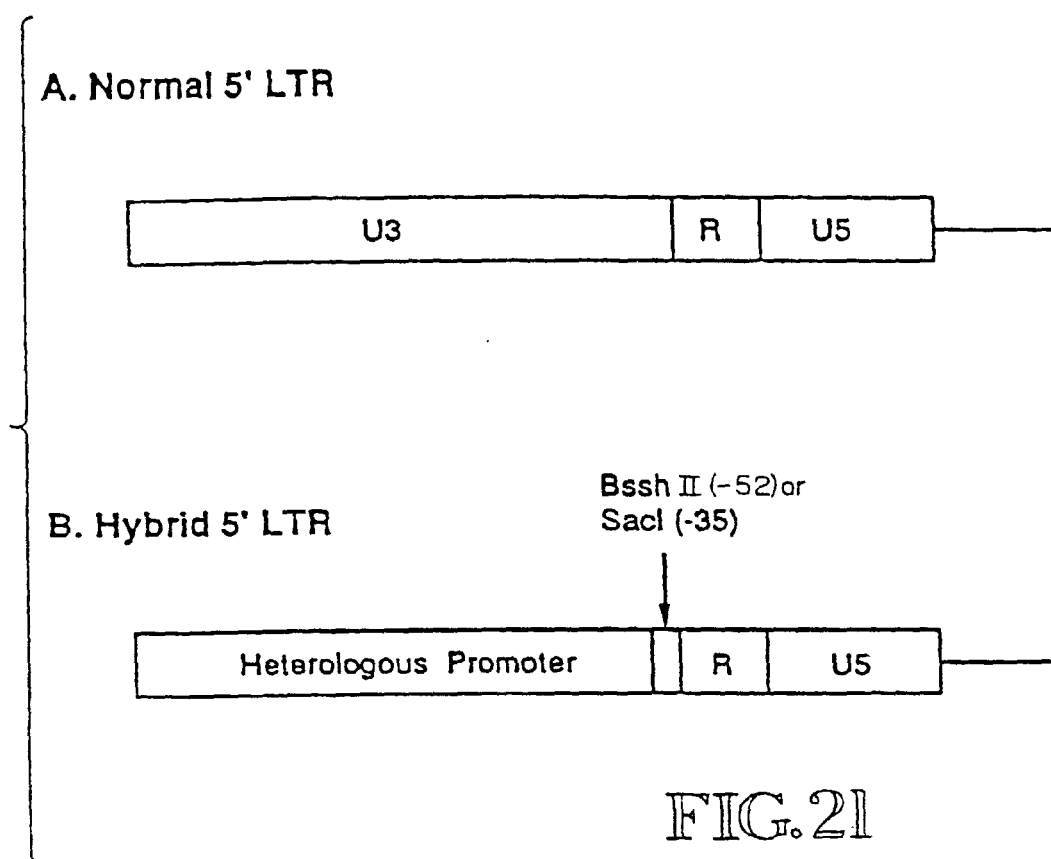 A. Normal 5' LTR
U3 R U5
Bssh II (-52) or
SacI (-35)
B. Hybrid 5' LTR
Heterologous Promoter R U5
FIG. 21